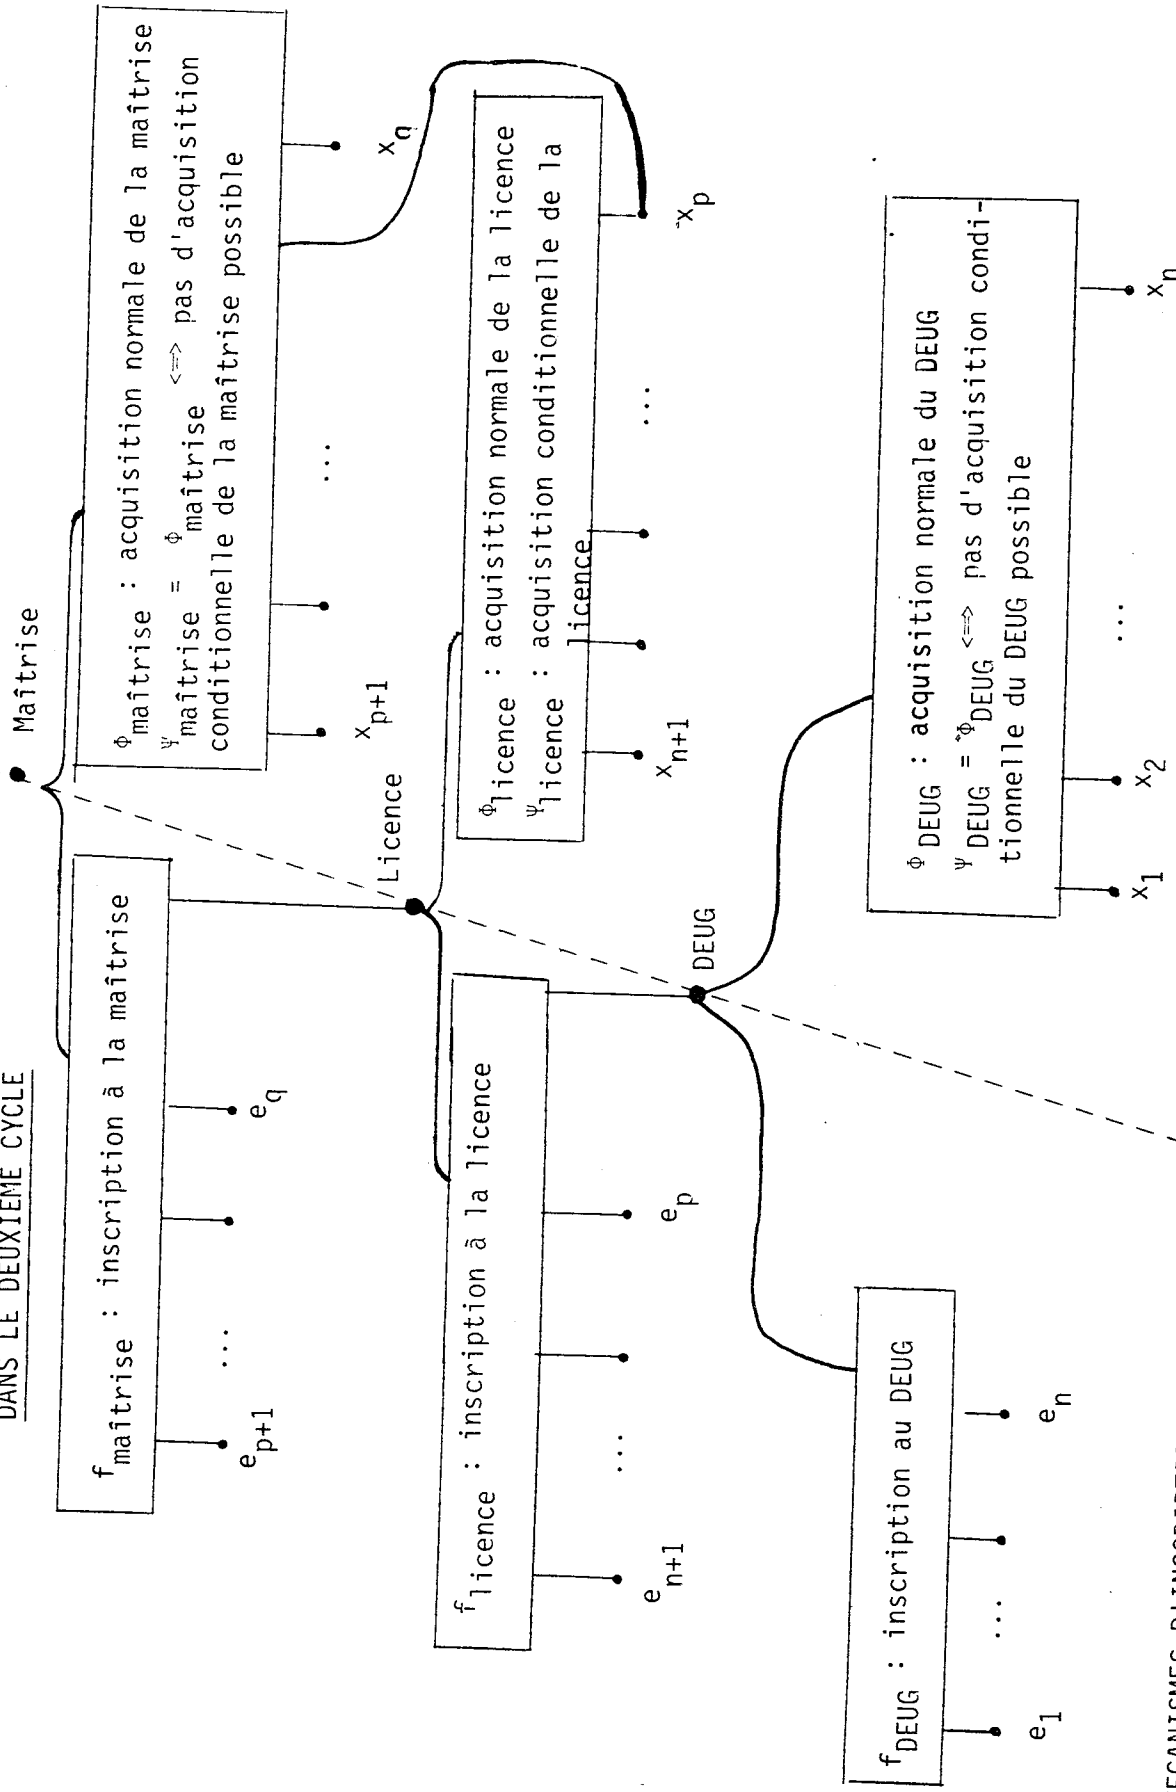 DANS LE DEUXIEME CYCLE
Maîtrise
f maîtrise : inscription à la maîtrise
e p+1
...
e q
Φ maîtrise : acquisition normale de la maîtrise
Ψ maîtrise = Φ maîtrise <=> pas d'acquisition
conditionnelle de la maîtrise possible
x p+1
...
x q
Licence
f licence : inscription à la licence
e n+1
...
e p
Φ licence : acquisition normale de la licence
Ψ licence : acquisition conditionnelle de la
licence
x n+1
...
x p
DEUG
f DEUG : inscription au DEUG
e 1
...
e n
Φ DEUG : acquisition normale du DEUG
Ψ DEUG = Φ DEUG <=> pas d'acquisition condi-
tionnelle du DEUG possible
x 1
x 2
...
x n